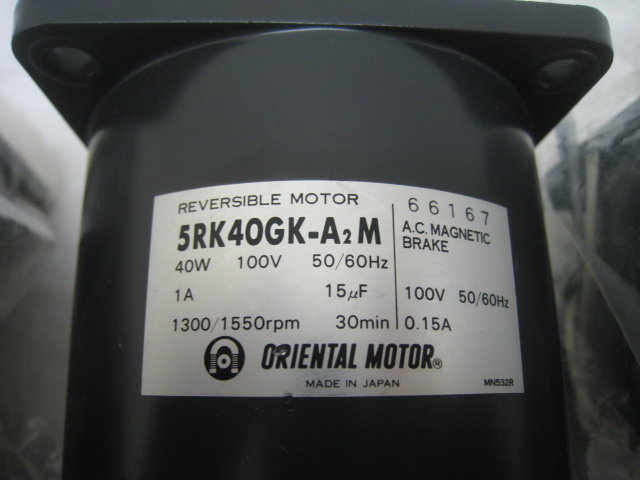 REVERSIBLE MOTOR
5RK40GK-A₂M
40W 100V 50/60Hz
1A 15μF
1300/1550rpm 30min
66167
A.C. MAGNETIC
BRAKE
100V 50/60Hz
0.15A
ORIENTAL MOTOR®
MADE IN JAPAN
MN532R